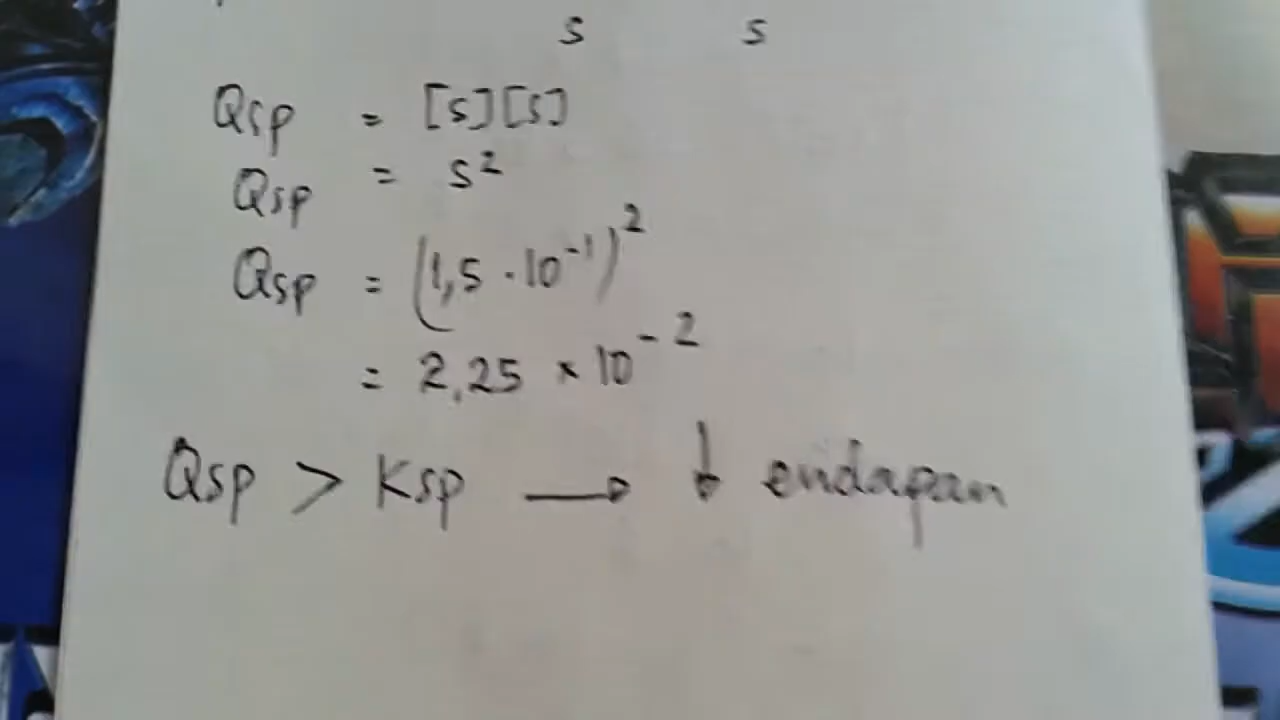 s s
Qsp = [s][s]
Qsp = s²
Qsp = (1,5 · 10⁻¹)²
= 2,25 × 10⁻²
Qsp > Ksp → ↓ endapan